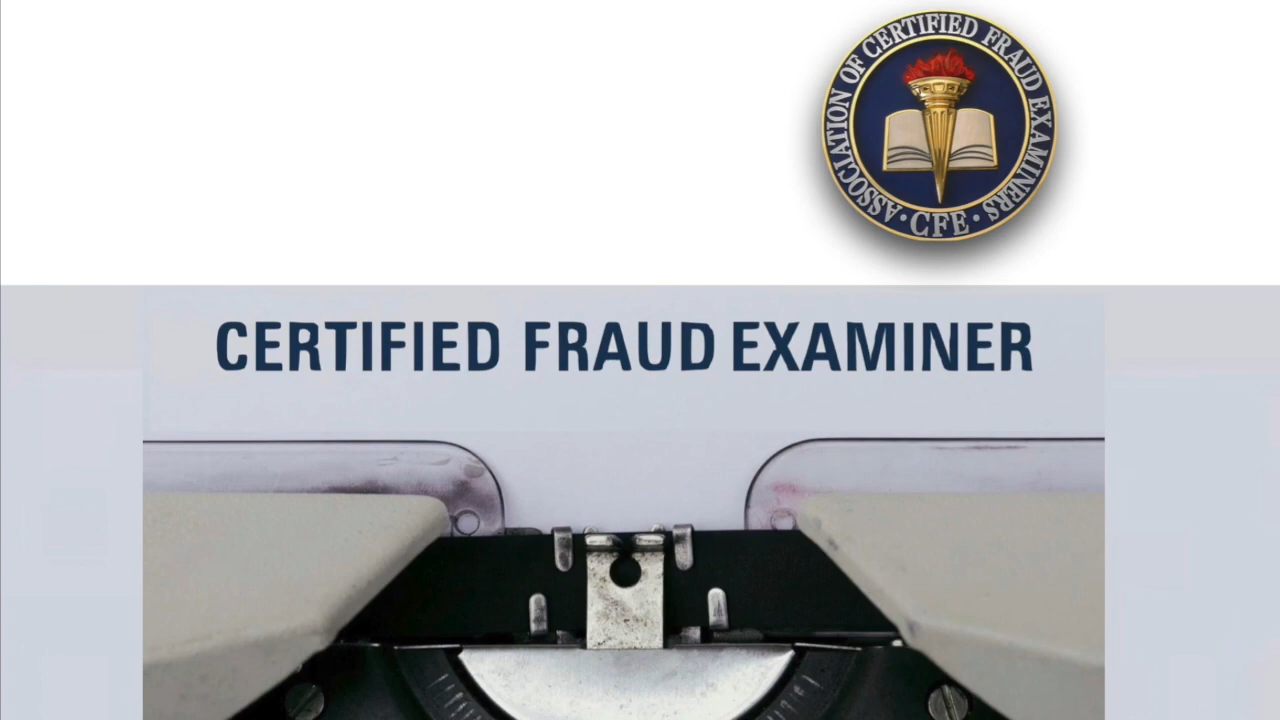 ASSOCIATION OF CERTIFIED FRAUD EXAMINERS
· CFE ·
CERTIFIED FRAUD EXAMINER